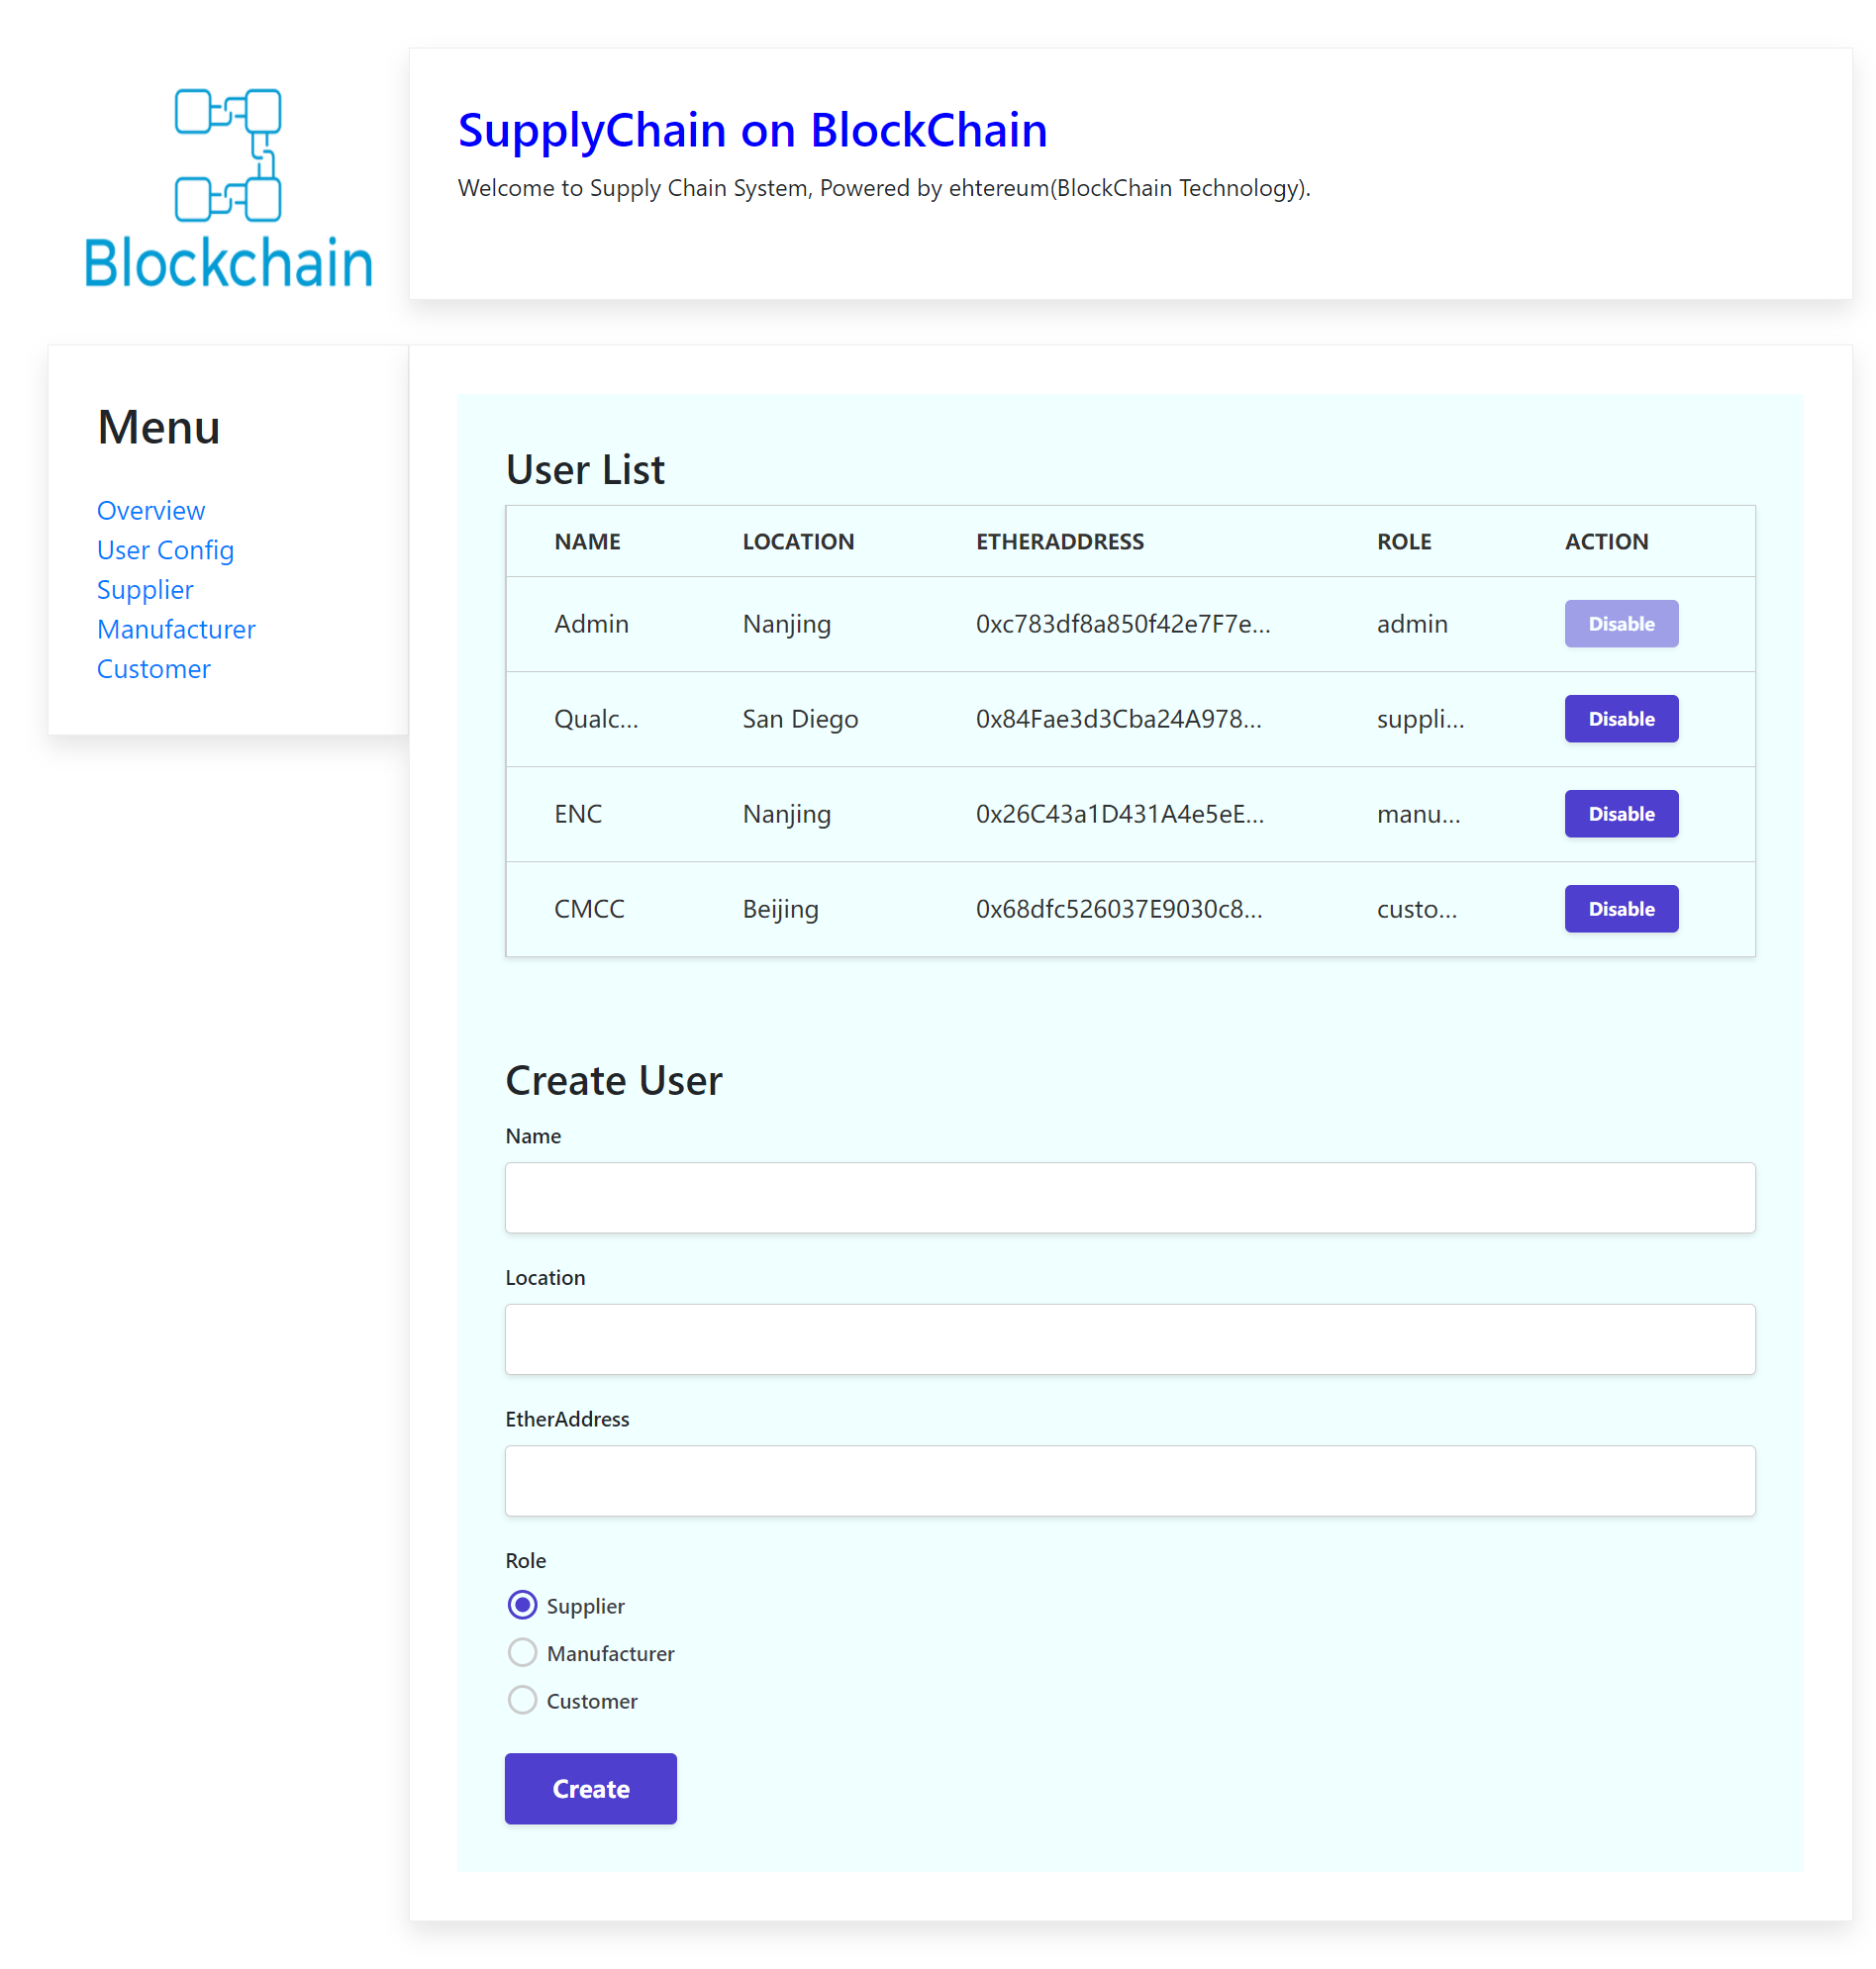 Blockchain
SupplyChain on BlockChain
Welcome to Supply Chain System, Powered by ehtereum(BlockChain Technology).
Menu
Overview
User Config
Supplier
Manufacturer
Customer
User List
NAME LOCATION ETHERADDRESS ROLE ACTION
Admin Nanjing 0xc783df8a850f42e7F7e... admin Disable
Qualc... San Diego 0x84Fae3d3Cba24A978... suppli... Disable
ENC Nanjing 0x26C43a1D431A4e5eE... manu... Disable
CMCC Beijing 0x68dfc526037E9030c8... custo... Disable
Create User
Name
Location
EtherAddress
Role
Supplier
Manufacturer
Customer
Create